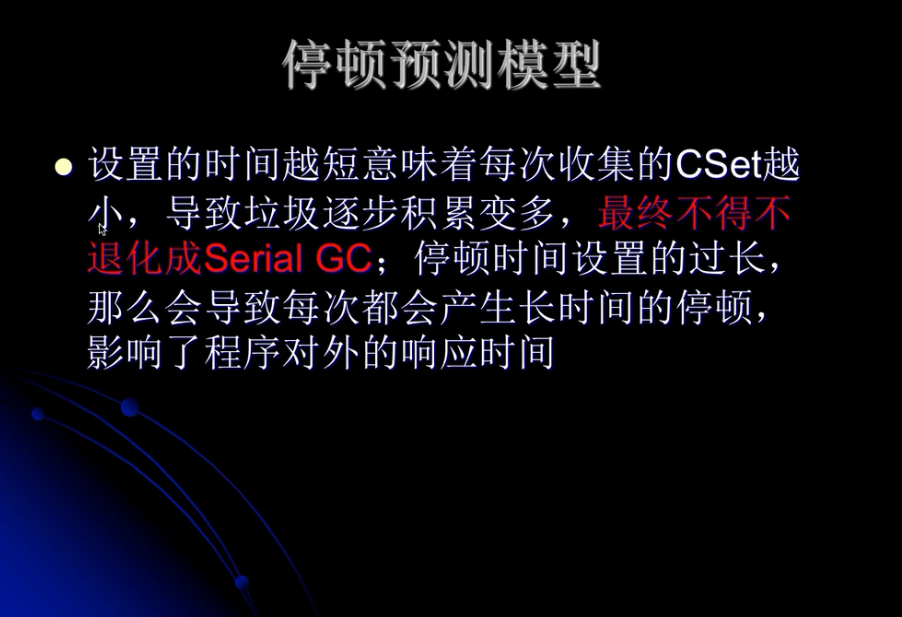 停顿预测模型
设置的时间越短意味着每次收集的CSet越
小，导致垃圾逐步积累变多，最终不得不
退化成Serial GC；停顿时间设置的过长，
那么会导致每次都会产生长时间的停顿，
影响了程序对外的响应时间